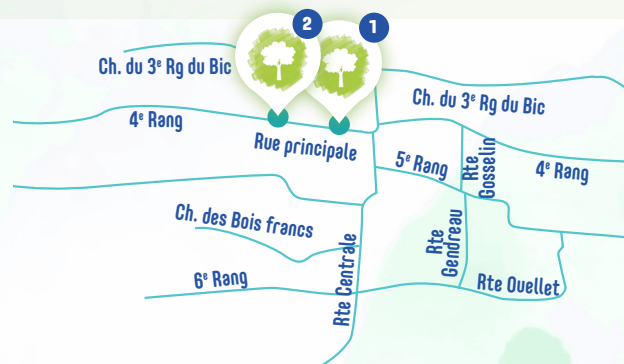 2
1
Ch. du 3ᵉ Rg du Bic
Ch. du 3ᵉ Rg du Bic
4ᵉ Rang
Rue principale
5ᵉ Rang
Rte
Gosselin
4ᵉ Rang
Ch. des Bois francs
Rte
Gendreau
Rte Centrale
6ᵉ Rang
Rte Ouellet